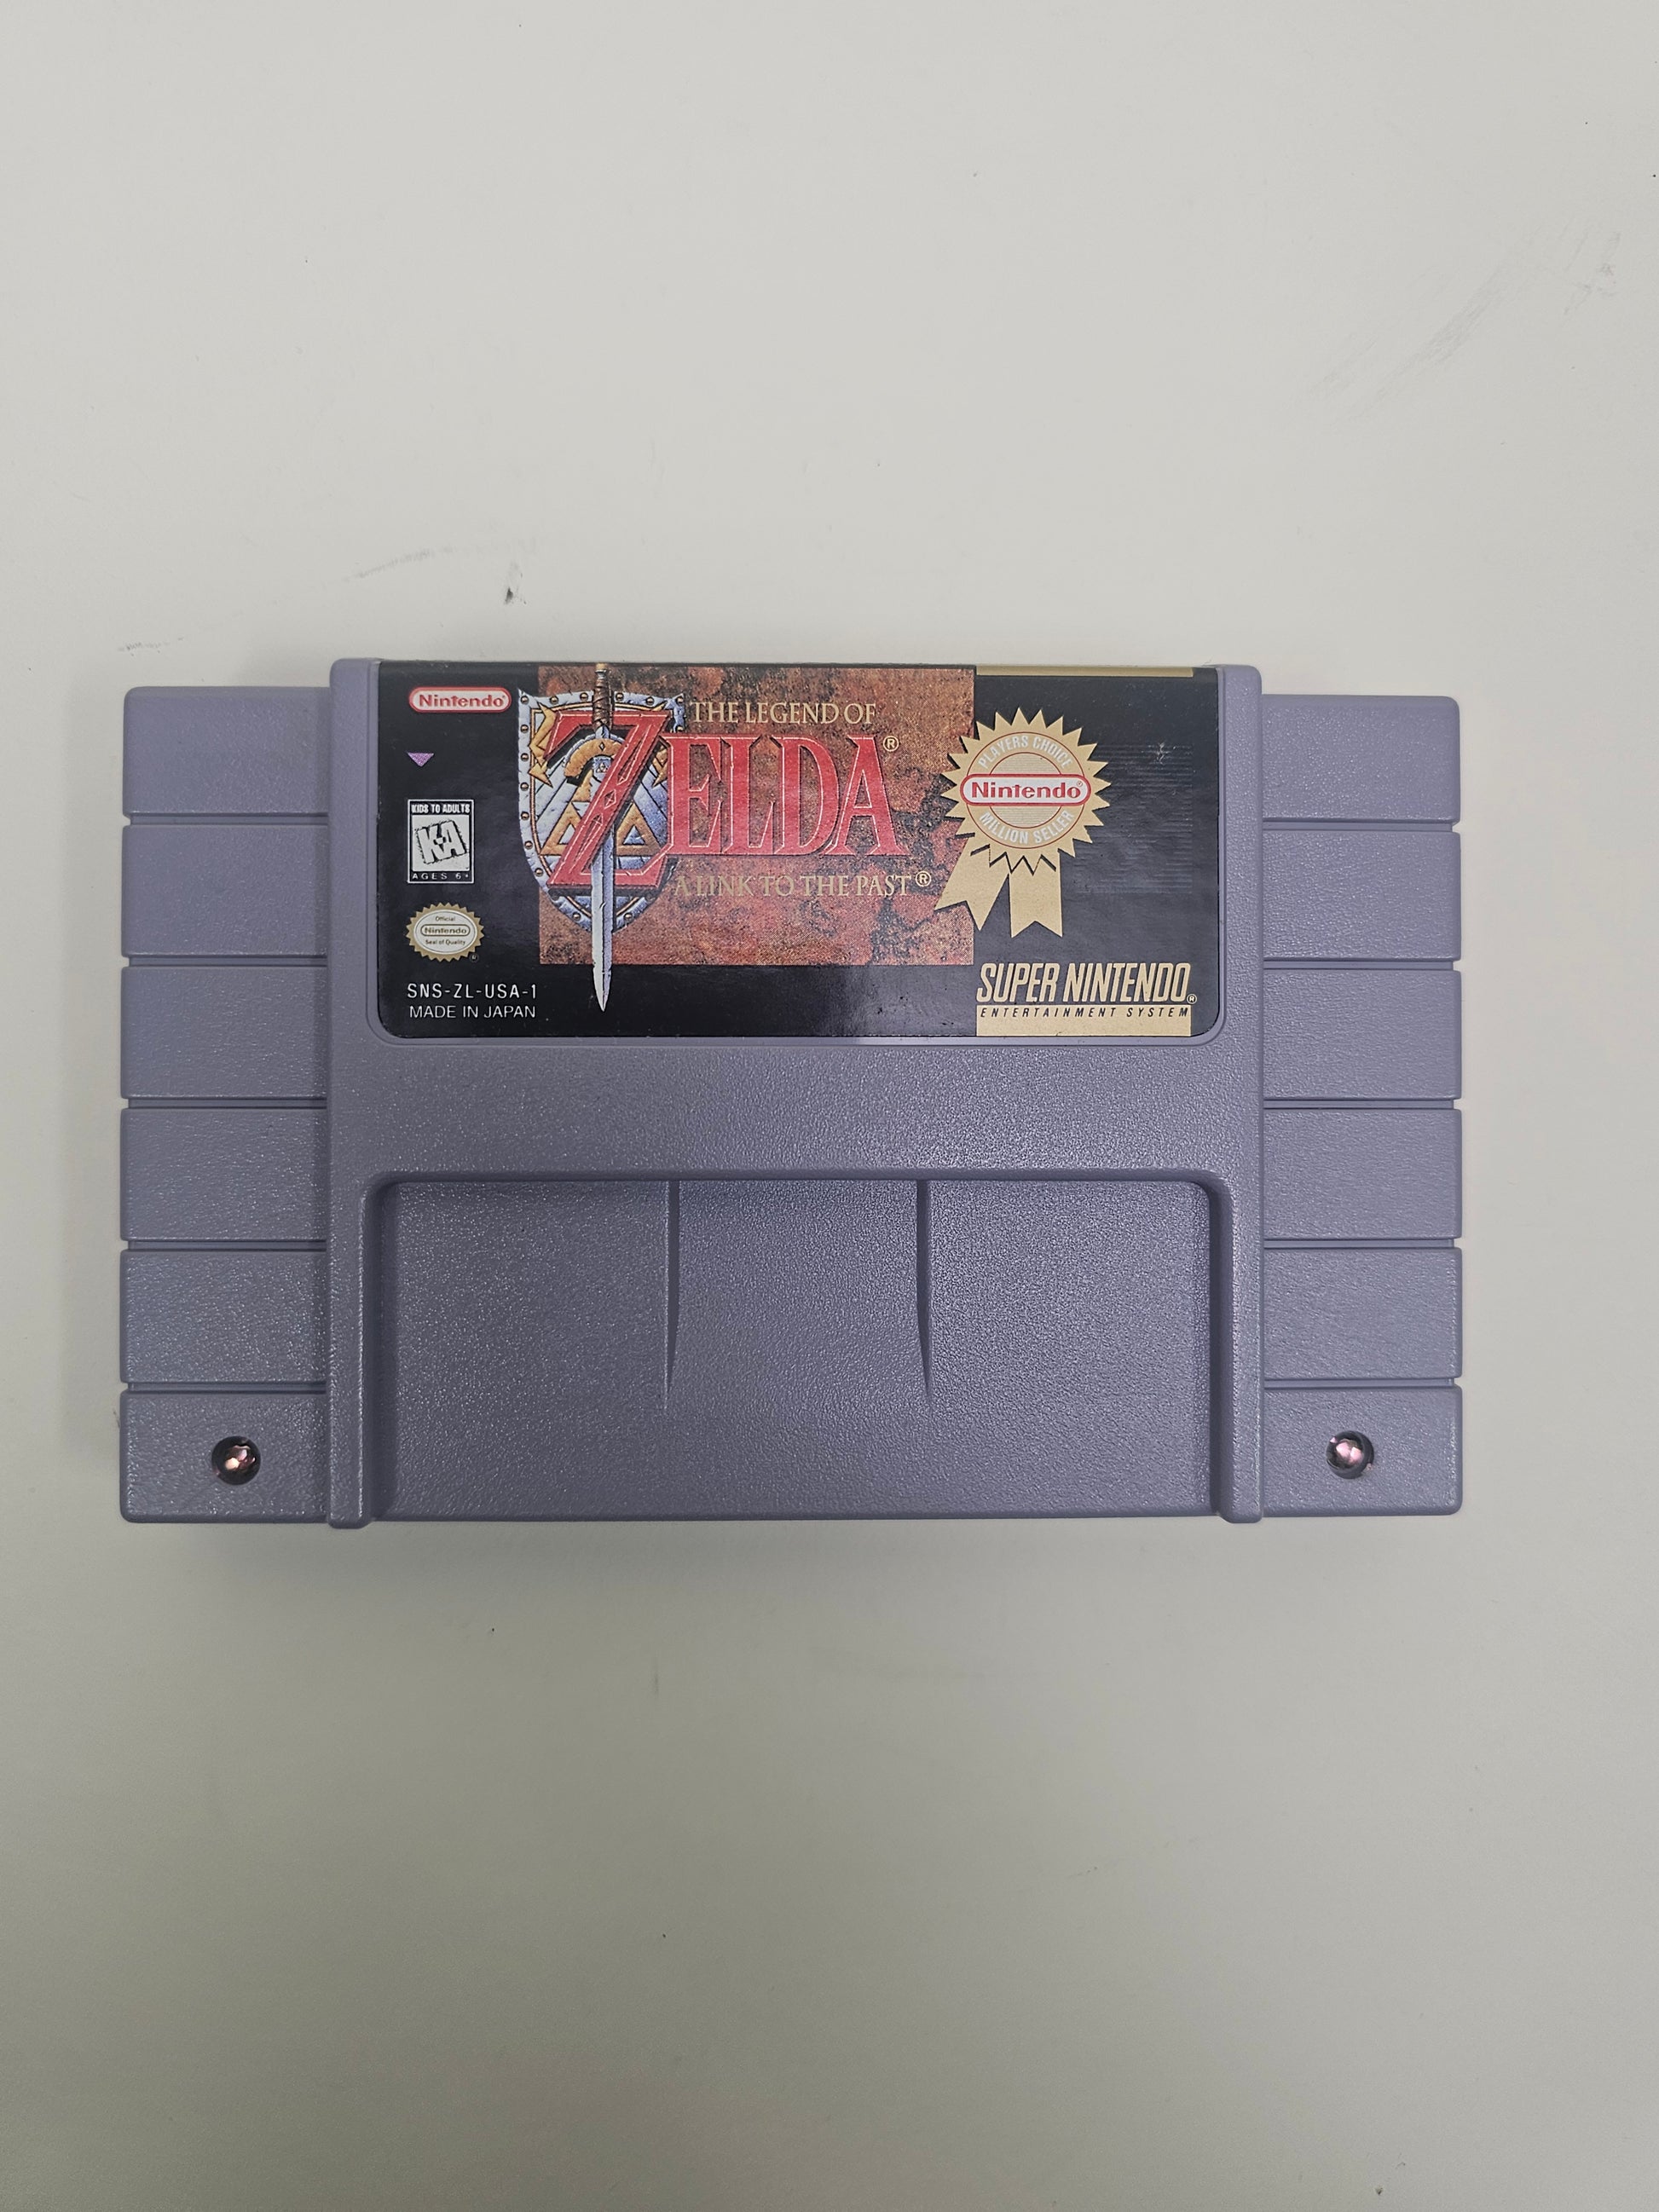 Nintendo®
KIDS TO ADULTS
K-A
AGES 6+
Official
Nintendo
Seal of Quality
®
SNS-ZL-USA-1
MADE IN JAPAN
THE LEGEND OF
ZELDA®
A LINK TO THE PAST®
PLAYERS CHOICE
Nintendo®
MILLION SELLER
SUPER NINTENDO®
ENTERTAINMENT SYSTEM